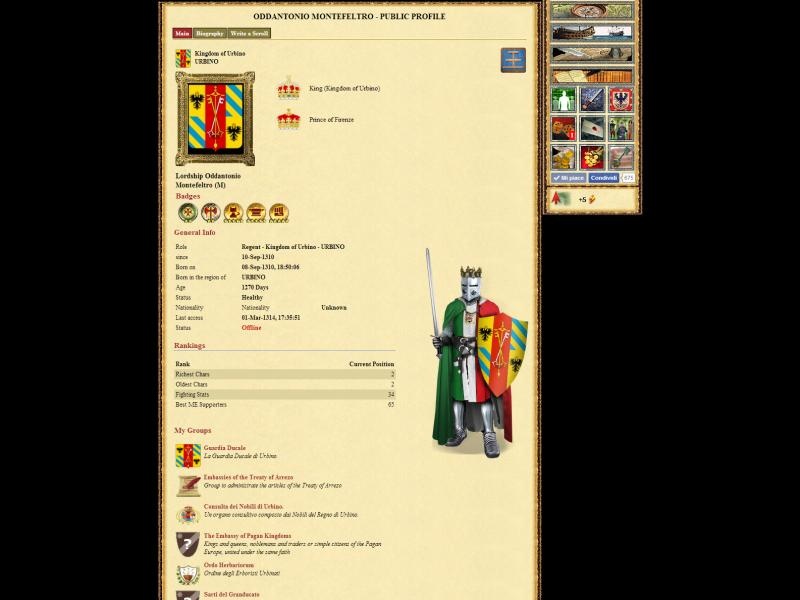 ODDANTONIO MONTEFELTRO - PUBLIC PROFILE
Main Biography Write a Scroll
Kingdom of Urbino
URBINO
King (Kingdom of Urbino)
Prince of Firenze
Lordship Oddantonio
Montefeltro (M)
Badges
General Info
Role Regent - Kingdom of Urbino - URBINO
since 10-Sep-1310
Born on 08-Sep-1310, 18:50:06
Born in the region of URBINO
Age 1270 Days
Status Healthy
Nationality Nationality Unknown
Last access 01-Mar-1314, 17:35:51
Status Offline
Rankings
Rank Current Position
Richest Chars 2
Oldest Chars 2
Fighting Stats 34
Best ME Supporters 65
My Groups
Guardia Ducale
La Guardia Ducale di Urbino
Embassies of the Treaty of Arezzo
Group to administrate the articles of the Treaty of Arezzo
Consulta dei Nobili di Urbino.
Un organo consultivo composto dai Nobili del Regno di Urbino.
The Embassy of Pagan Kingdoms
Kings and queens, noblemans and traders or simple citizens of the Pagan
Europe, united under the same faith
Ordo Herbariorum
Ordine degli Erboristi Urbinati
Sarti del Granducato
Mi piace Condividi 675
+5